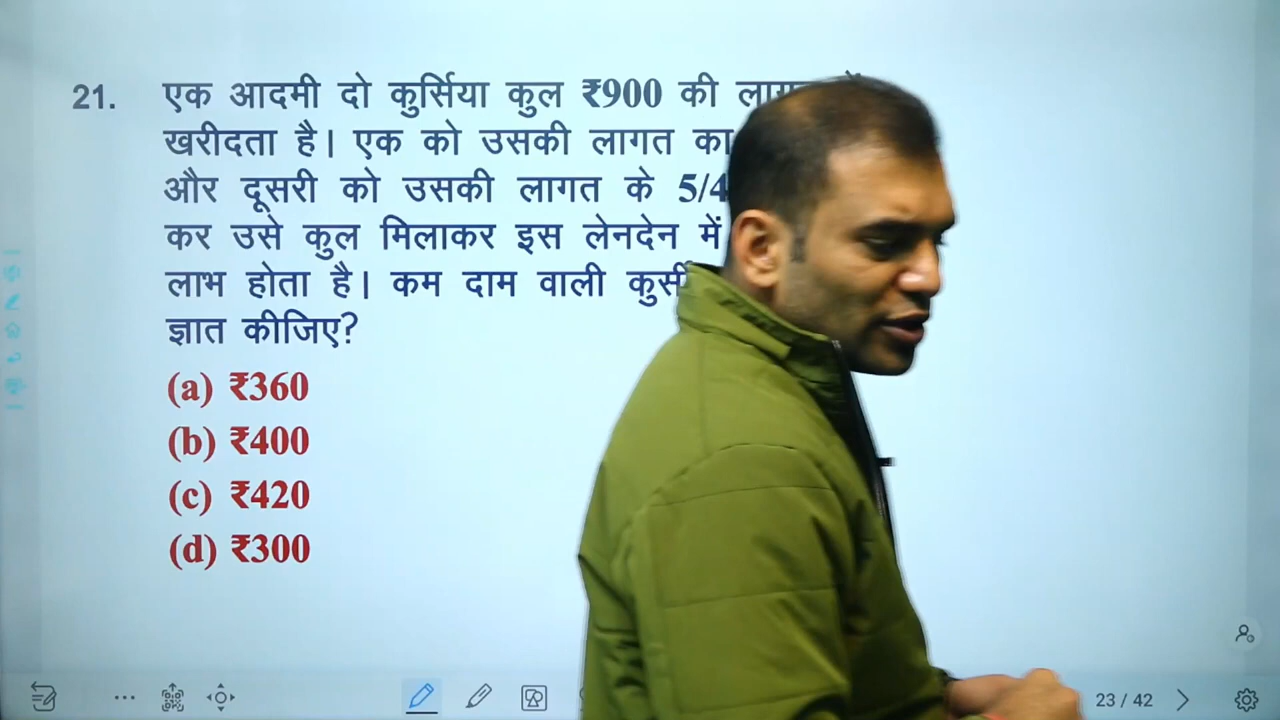 21. एक आदमी दो कुर्सिया कुल ₹900 की
खरीदता है। एक को उसकी लागत का
और दूसरी को उसकी लागत के 5/4
कर उसे कुल मिलाकर इस लेनदेन में
लाभ होता है। कम दाम वाली कुर्सी
ज्ञात कीजिए?
(a) ₹360
(b) ₹400
(c) ₹420
(d) ₹300
23 / 42